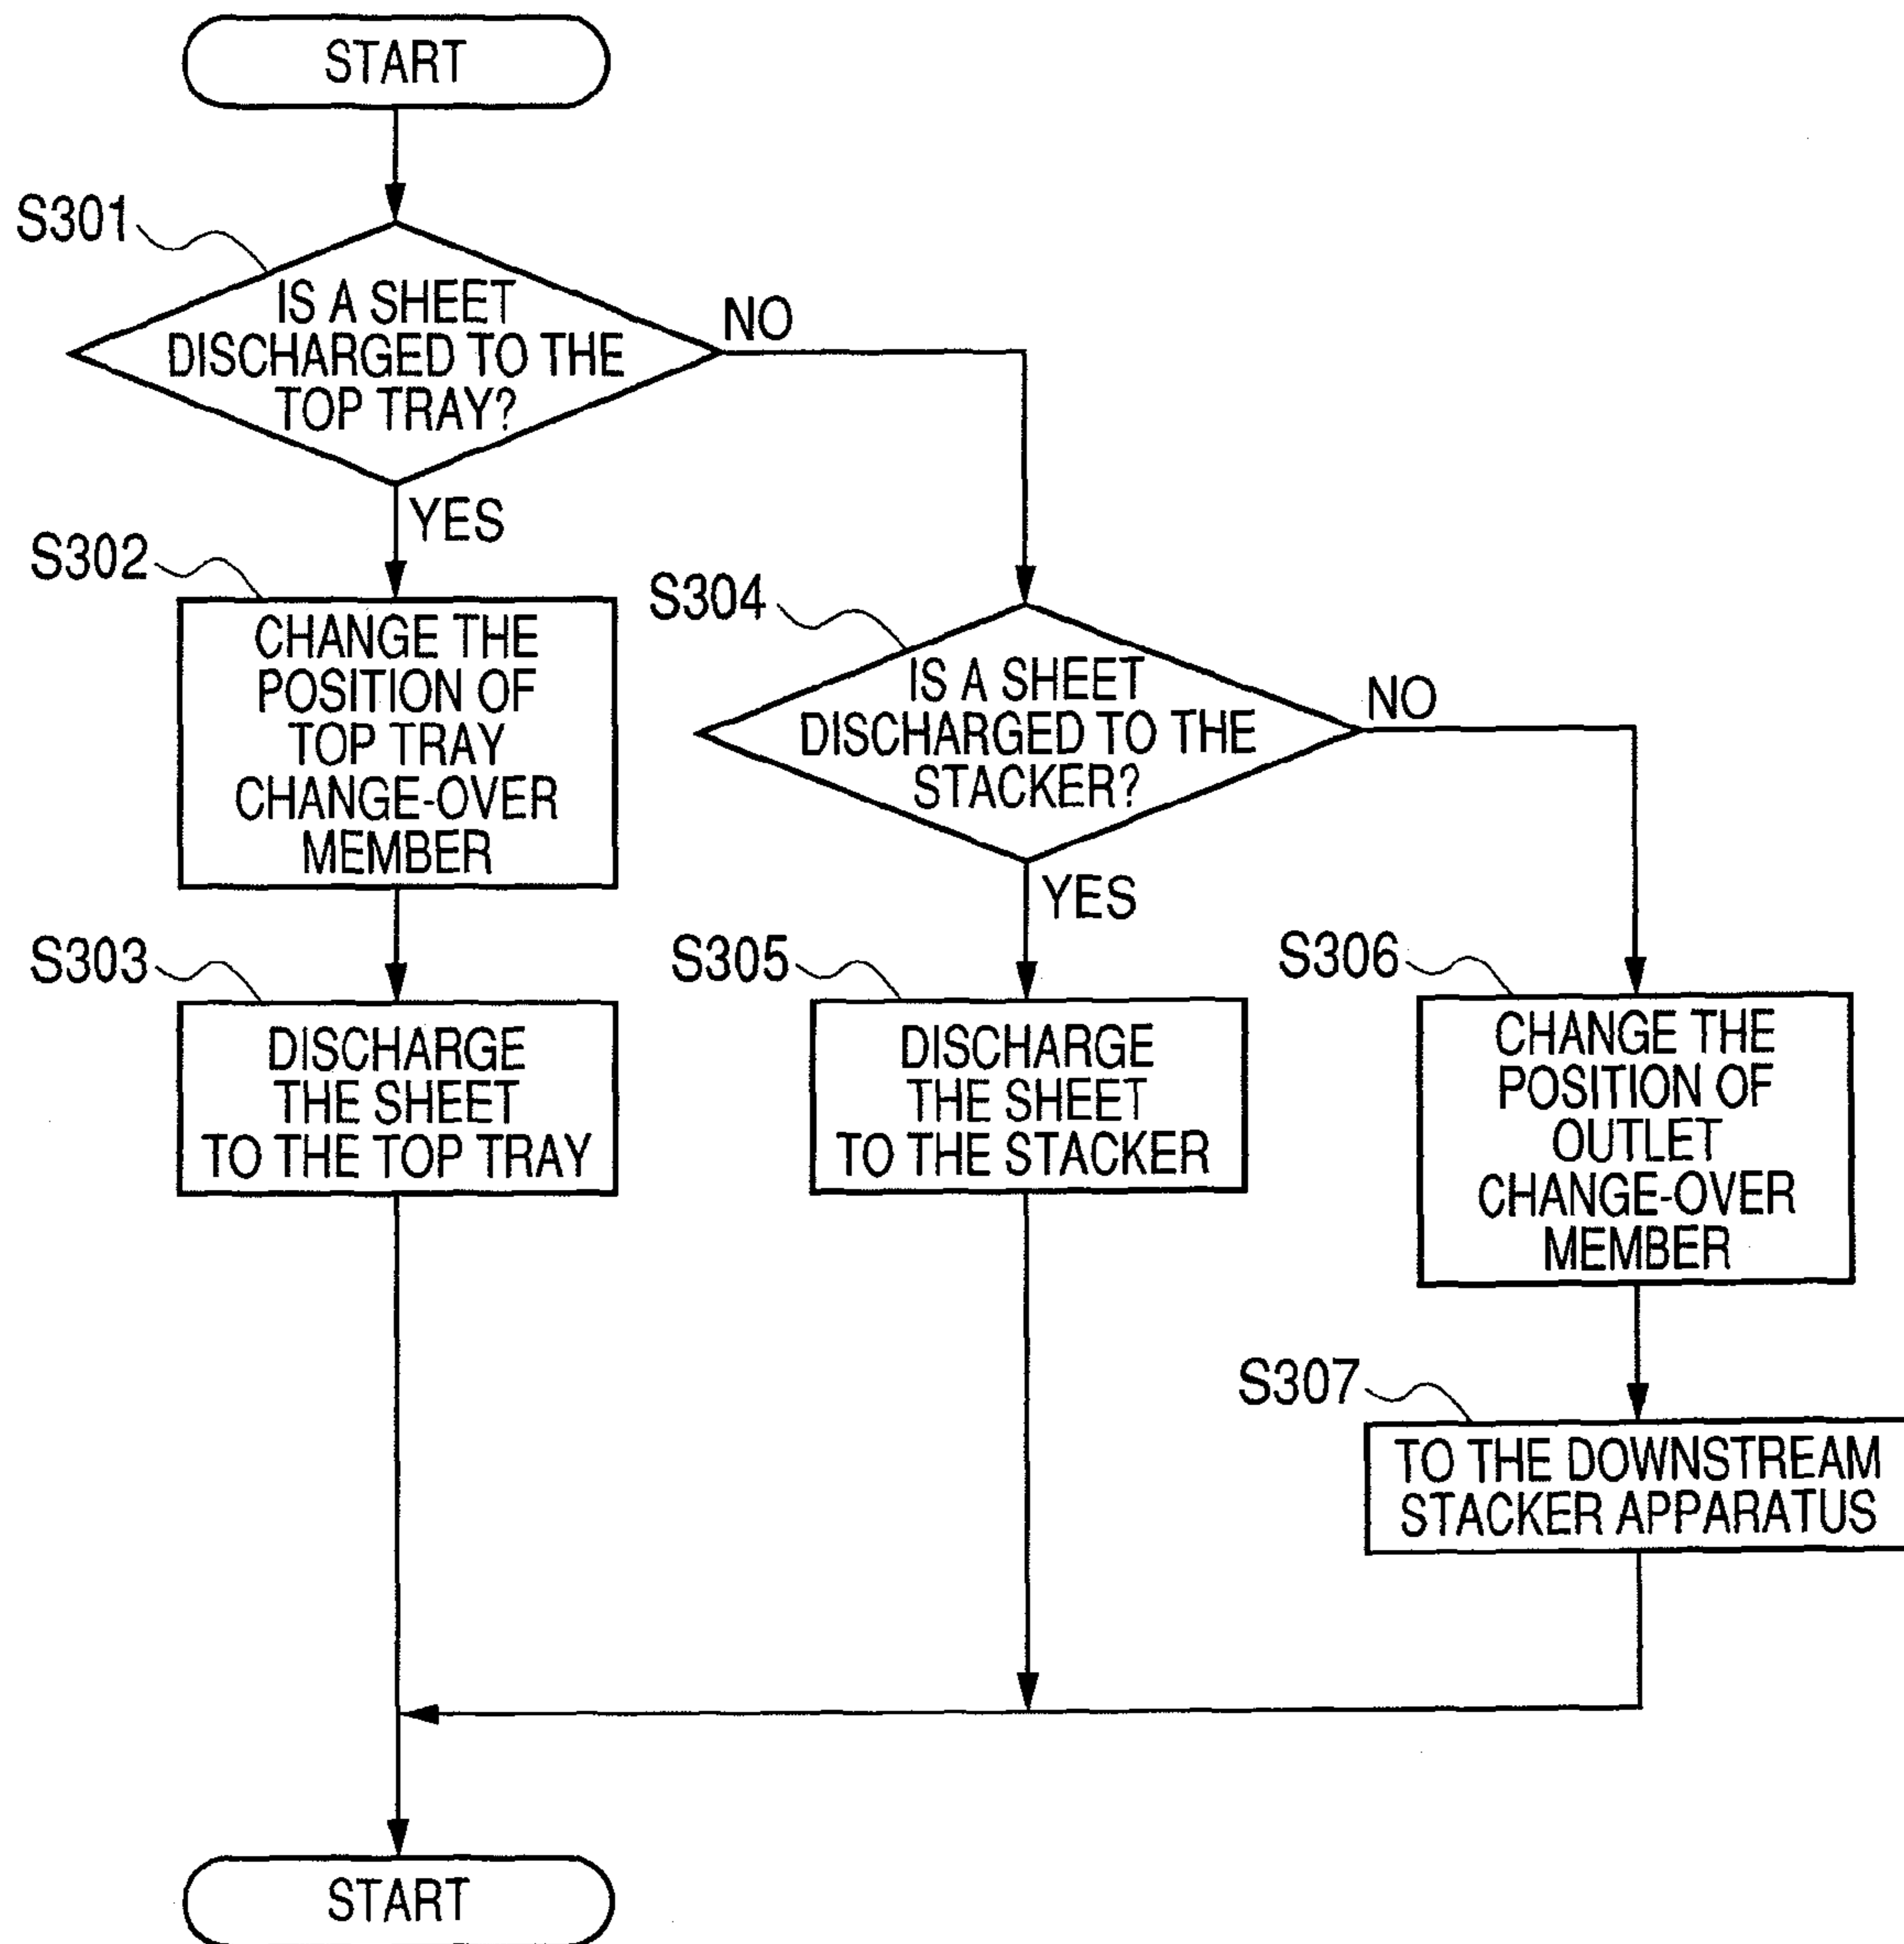 START
S301
IS A SHEET
DISCHARGED TO THE
TOP TRAY?
NO
YES
S302
CHANGE THE
POSITION OF
TOP TRAY
CHANGE-OVER
MEMBER
S303
DISCHARGE
THE SHEET
TO THE TOP TRAY
S304
IS A SHEET
DISCHARGED TO THE
STACKER?
NO
YES
S305
DISCHARGE
THE SHEET
TO THE STACKER
S306
CHANGE THE
POSITION OF
OUTLET
CHANGE-OVER
MEMBER
S307
TO THE DOWNSTREAM
STACKER APPARATUS
START